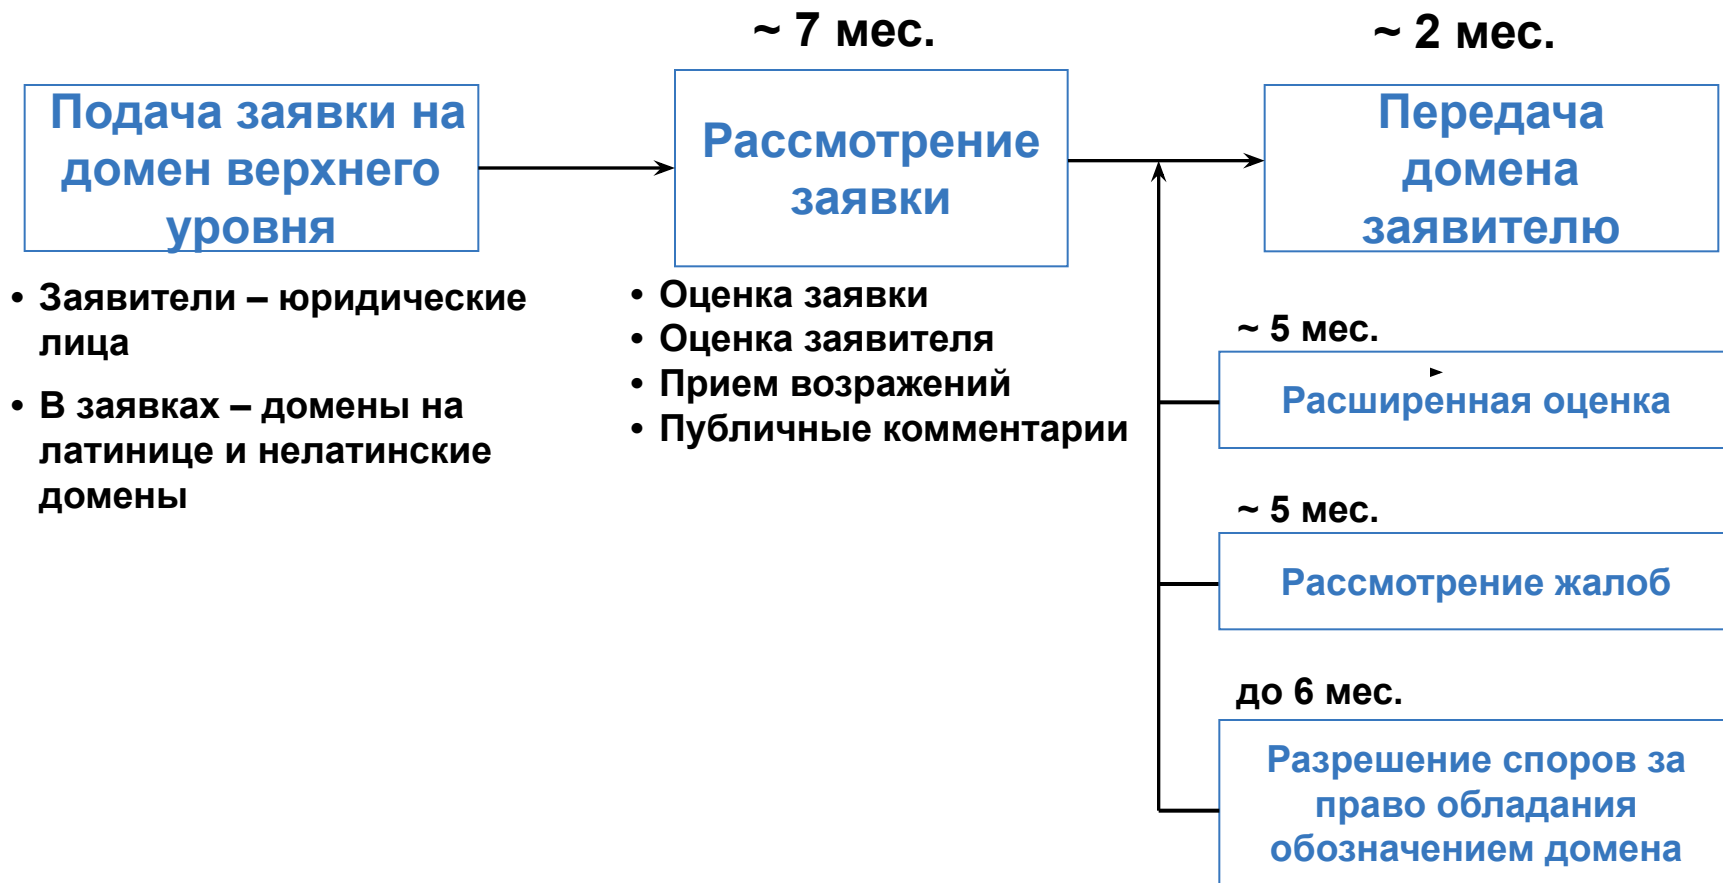 ~ 7 мес.
~ 2 мес.
Подача заявки на
домен верхнего
уровня
Рассмотрение
заявки
Передача
домена
заявителю
• Заявители – юридические
лица
• В заявках – домены на
латинице и нелатинские
домены
• Оценка заявки
• Оценка заявителя
• Прием возражений
• Публичные комментарии
~ 5 мес.
Расширенная оценка
~ 5 мес.
Рассмотрение жалоб
до 6 мес.
Разрешение споров за
право обладания
обозначением домена